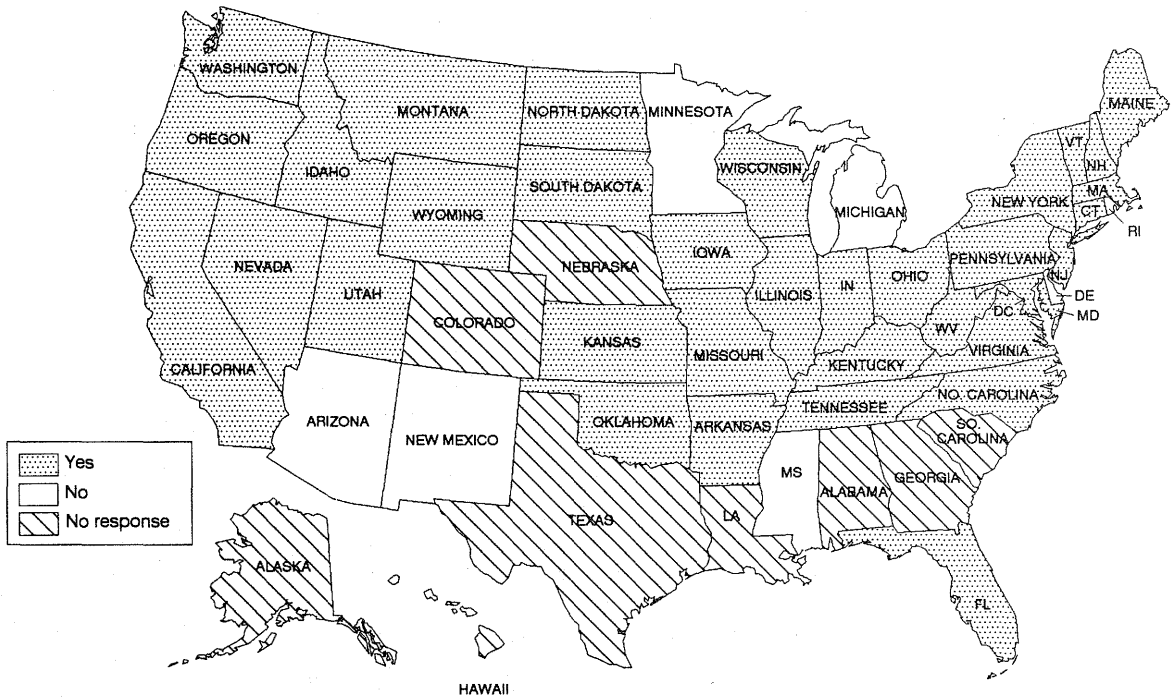 WASHINGTON
MONTANA
NORTH DAKOTA
MINNESOTA
MAINE
OREGON
IDAHO
SOUTH DAKOTA
WISCONSIN
VT
NH
WYOMING
MICHIGAN
NEW YORK
MA
CT
RI
NEVADA
UTAH
NEBRASKA
IOWA
ILLINOIS
IN
OHIO
PENNSYLVANIA
NJ
DE
MD
DC
COLORADO
KANSAS
MISSOURI
WV
VIRGINIA
KENTUCKY
CALIFORNIA
ARIZONA
NEW MEXICO
OKLAHOMA
ARKANSAS
TENNESSEE
NO. CAROLINA
SO.
CAROLINA
MS
ALABAMA
GEORGIA
TEXAS
LA
FL
Yes
No
No response
ALASKA
HAWAII